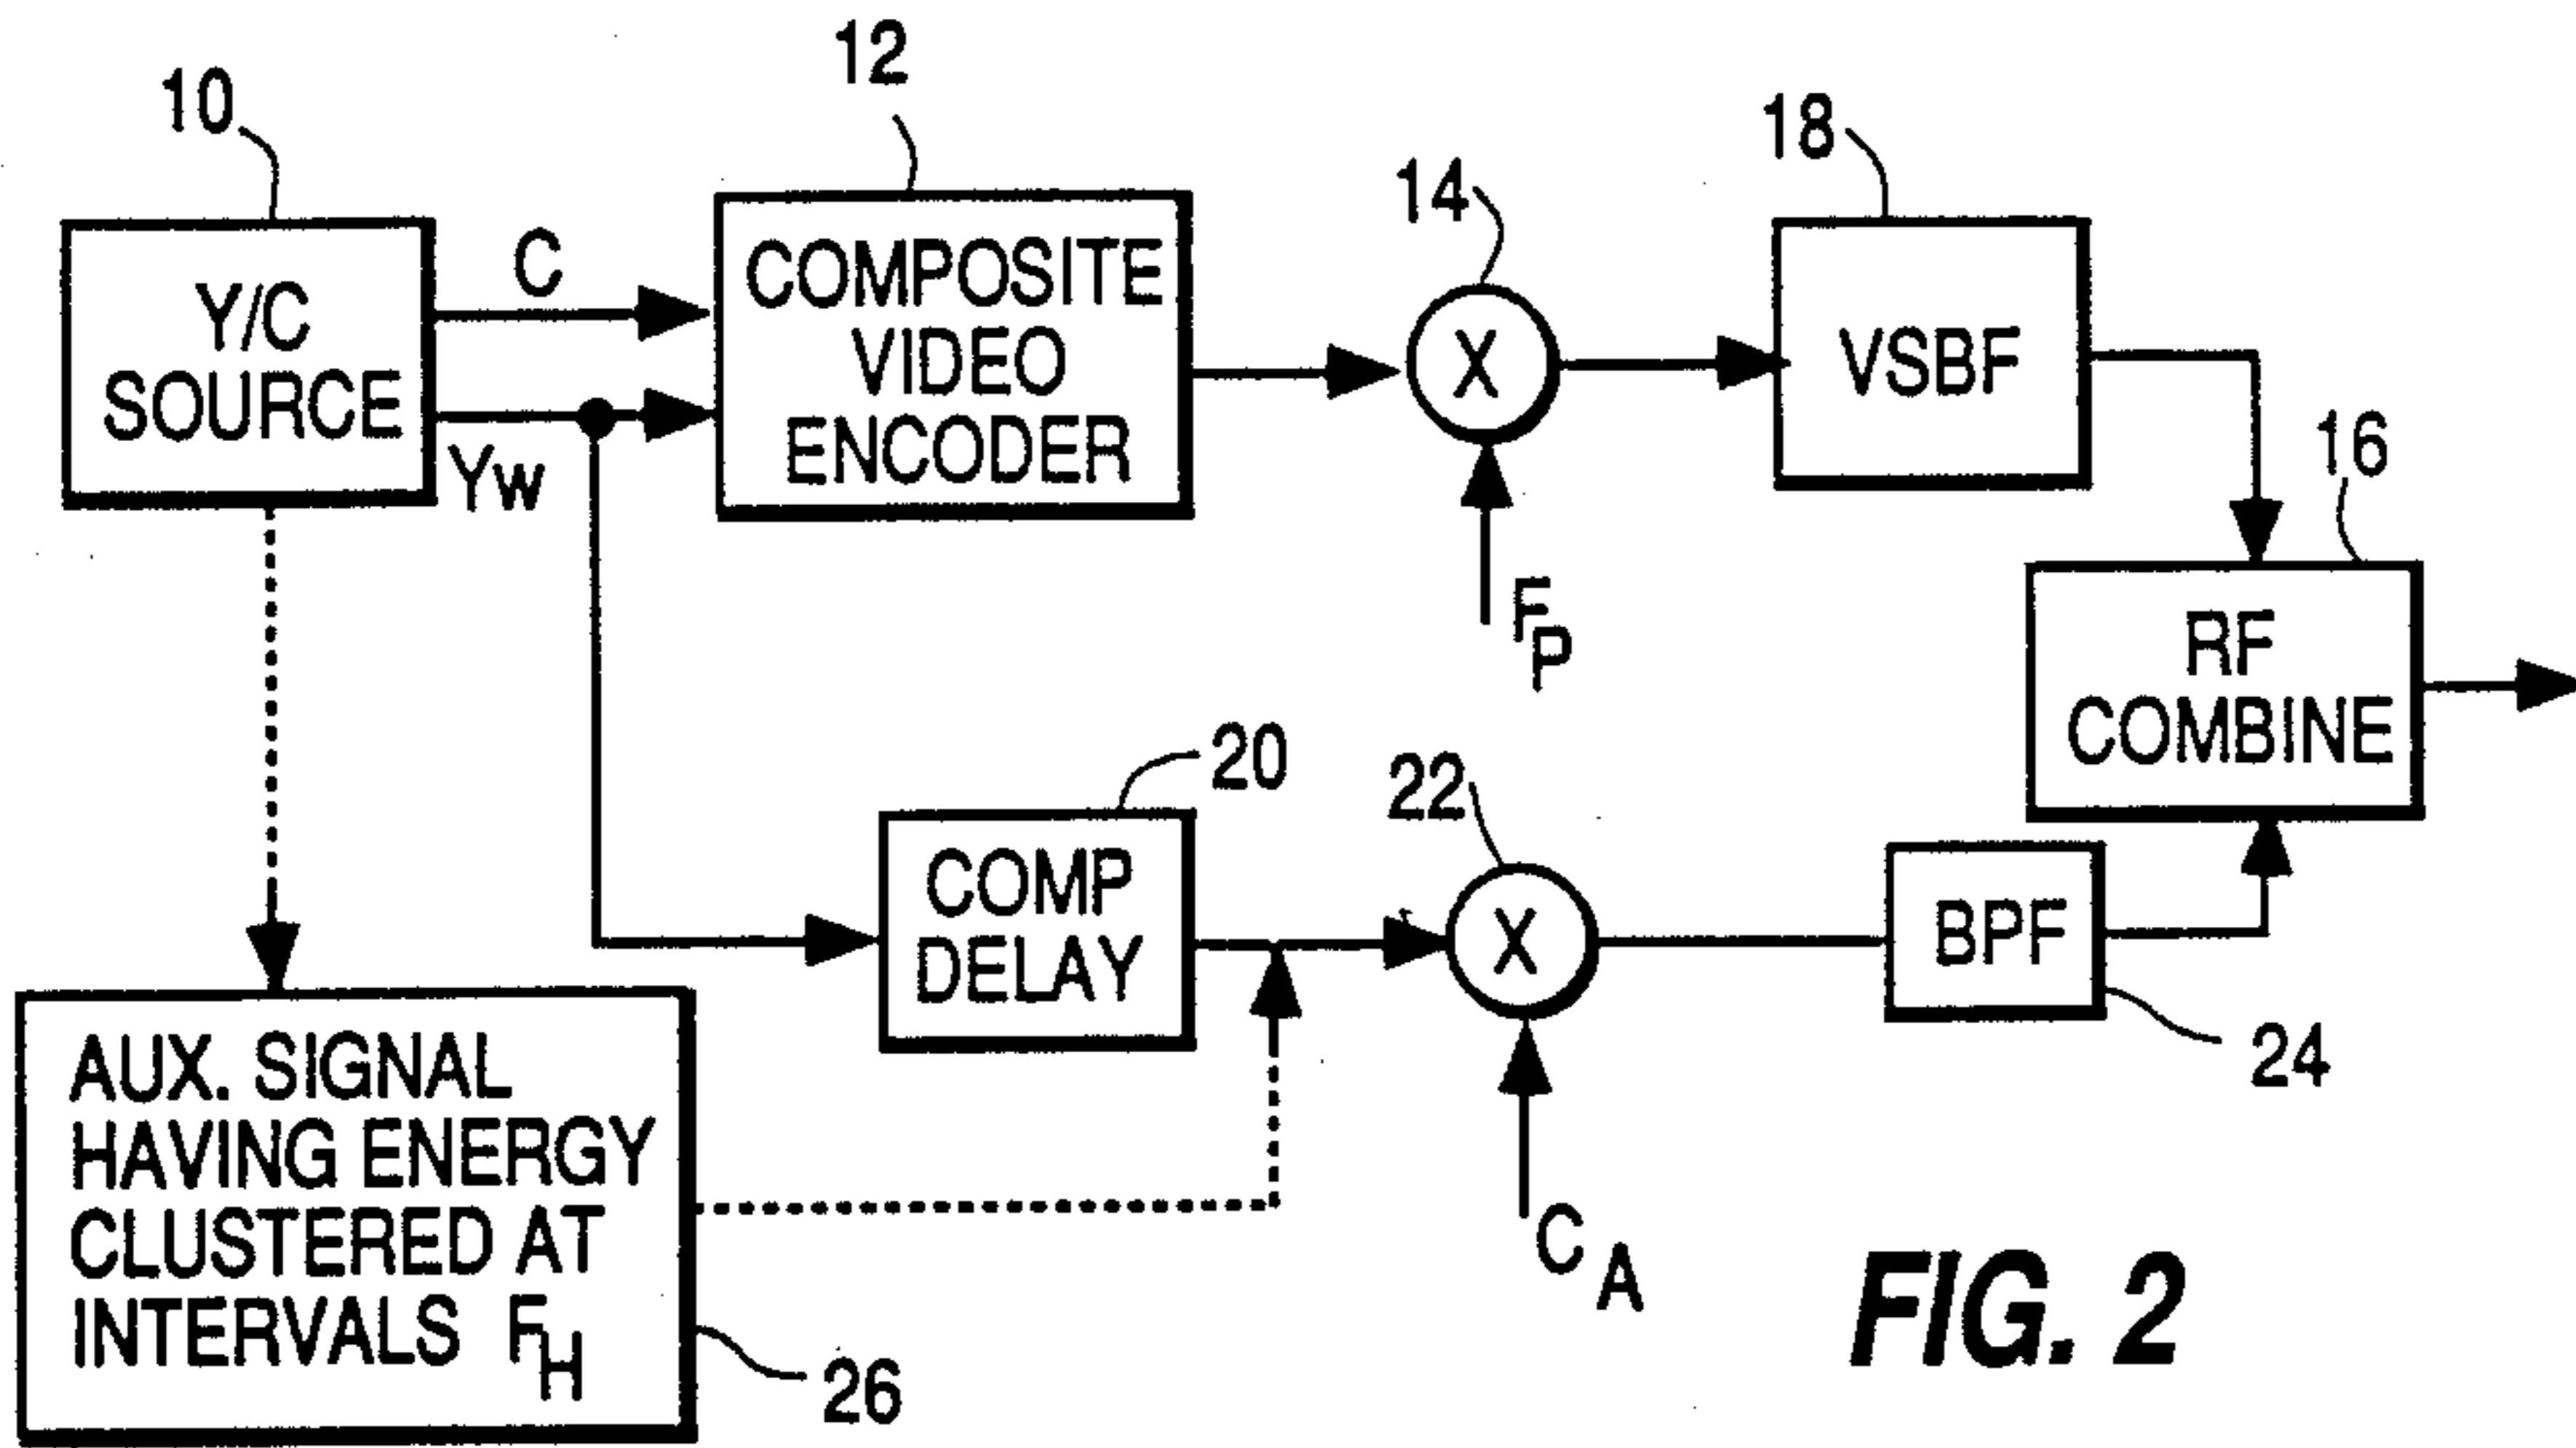 10
12
14
18
Y/C
SOURCE
C
Yw
COMPOSITE
VIDEO
ENCODER
X
FP
VSBF
16
RF
COMBINE
20
COMP
DELAY
22
X
CA
BPF
24
AUX. SIGNAL
HAVING ENERGY
CLUSTERED AT
INTERVALS FH
26
FIG. 2